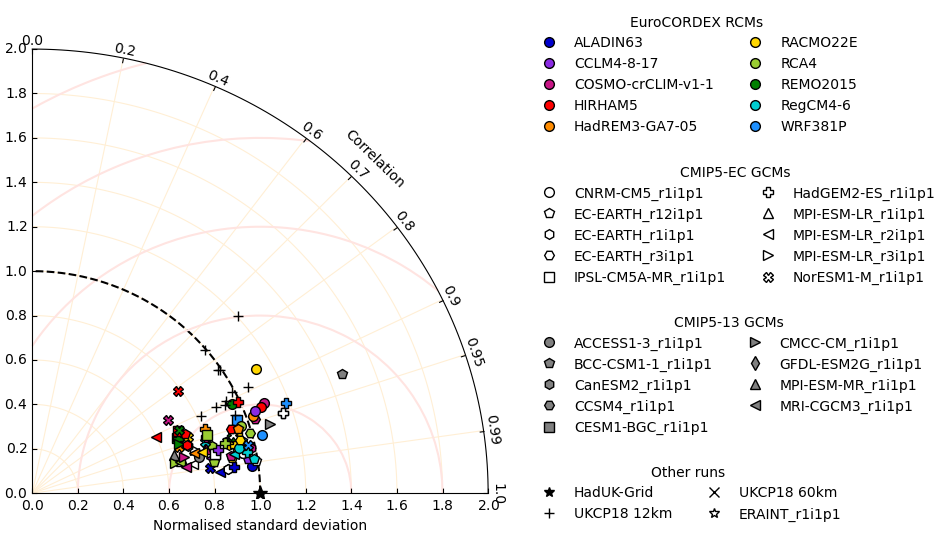 EuroCORDEX RCMs
ALADIN63 RACMO22E
CCLM4-8-17 RCA4
COSMO-crCLIM-v1-1 REMO2015
HIRHAM5 RegCM4-6
HadREM3-GA7-05 WRF381P
CMIP5-EC GCMs
CNRM-CM5_r1i1p1 HadGEM2-ES_r1i1p1
EC-EARTH_r12i1p1 MPI-ESM-LR_r1i1p1
EC-EARTH_r1i1p1 MPI-ESM-LR_r2i1p1
EC-EARTH_r3i1p1 MPI-ESM-LR_r3i1p1
IPSL-CM5A-MR_r1i1p1 NorESM1-M_r1i1p1
CMIP5-13 GCMs
ACCESS1-3_r1i1p1 CMCC-CM_r1i1p1
BCC-CSM1-1_r1i1p1 GFDL-ESM2G_r1i1p1
CanESM2_r1i1p1 MPI-ESM-MR_r1i1p1
CCSM4_r1i1p1 MRI-CGCM3_r1i1p1
CESM1-BGC_r1i1p1
Other runs
HadUK-Grid UKCP18 60km
UKCP18 12km ERAINT_r1i1p1
0.0
0.2
0.4
0.6
0.7
0.8
0.9
0.95
0.99
1.0
Correlation
2.0
1.8
1.6
1.4
1.2
1.0
0.8
0.6
0.4
0.2
0.0
0.0 0.2 0.4 0.6 0.8 1.0 1.2 1.4 1.6 1.8 2.0
Normalised standard deviation